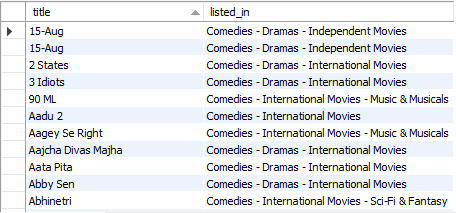 title listed_in
15-Aug Comedies - Dramas - Independent Movies
15-Aug Comedies - Dramas - Independent Movies
2 States Comedies - Dramas - International Movies
3 Idiots Comedies - Dramas - International Movies
90 ML Comedies - International Movies - Music & Musicals
Aadu 2 Comedies - International Movies
Aagey Se Right Comedies - International Movies - Music & Musicals
Aajcha Divas Majha Comedies - Dramas - International Movies
Aata Pita Comedies - Dramas - International Movies
Abby Sen Comedies - Dramas - International Movies
Abhinetri Comedies - International Movies - Sci-Fi & Fantasy